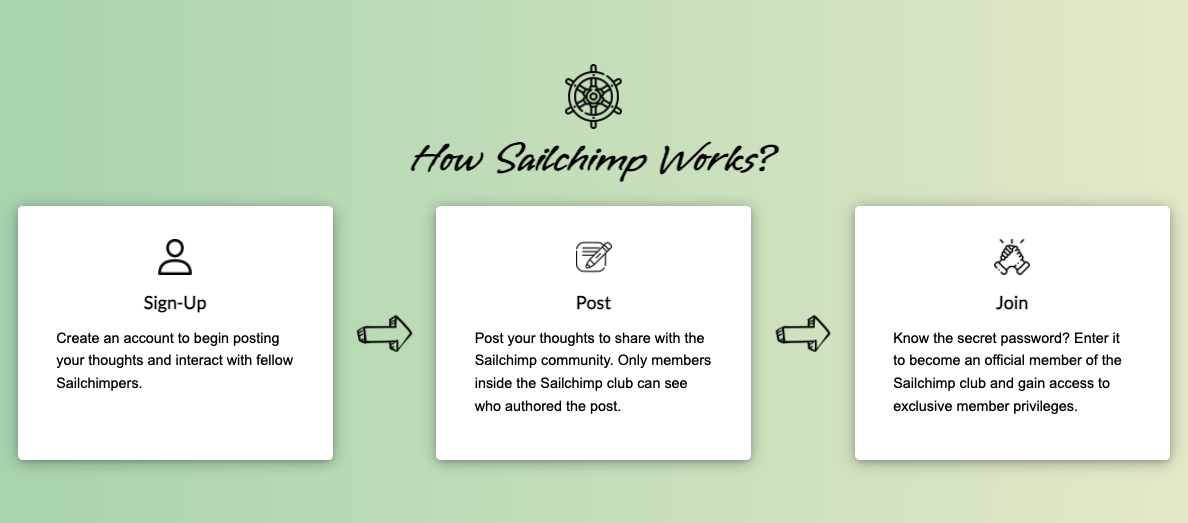 How Sailchimp Works?
Sign-Up
Create an account to begin posting
your thoughts and interact with fellow
Sailchimpers.
Post
Post your thoughts to share with the
Sailchimp community. Only members
inside the Sailchimp club can see
who authored the post.
Join
Know the secret password? Enter it
to become an official member of the
Sailchimp club and gain access to
exclusive member privileges.